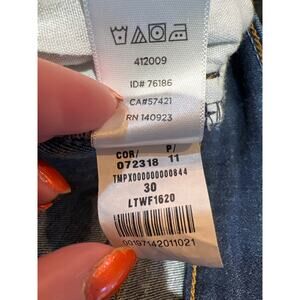 412009
ID# 76186
CA#57421
RN 140923
COR/ P/
072318 11
TMPX000000000844
30
LTWF1620
00197142011021